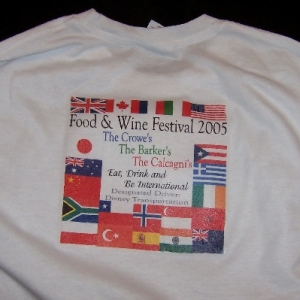 Food & Wine Festival 2005
The Crowe's
The Barker's
The Calcagni's
Eat, Drink and
Be International
Designated Driver:
Disney Transportation